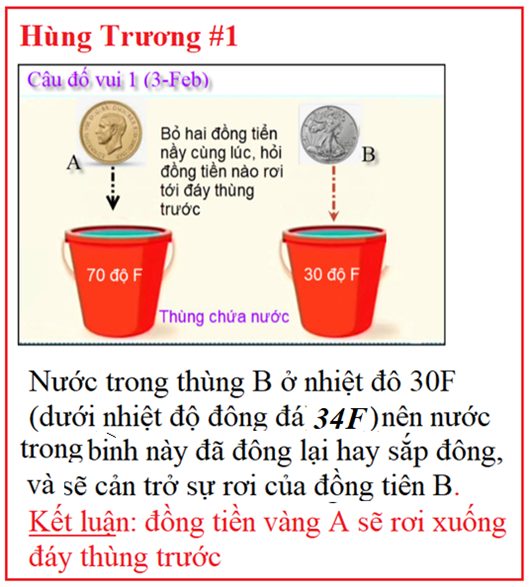 Hùng Trương #1
Câu đố vui 1 (3-Feb)
A
Bỏ hai đồng tiền
nầy cùng lúc, hỏi
đồng tiền nào rơi
tới đáy thùng
trước
B
70 độ F
30 độ F
Thùng chứa nước
Nước trong thùng B ở nhiệt đô 30F
(dưới nhiệt độ đông đá 34F)nên nước
trong bình này đã đông lại hay sắp đông,
và sẽ cản trở sự rơi của đồng tiên B.
Kết luận: đồng tiền vàng A sẽ rơi xuống
đáy thùng trước